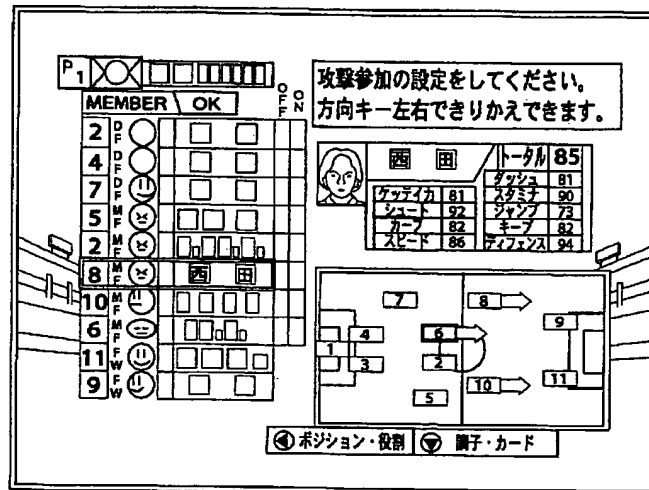 P1
OFF ON
MEMBER OK
2 DF
4 DF
7 DF
5 MF
2 MF
8 MF 西田
10 MF
6 MF
11 FW
9 FW
攻撃参加の設定をしてください。
方向キー左右できりかえできます。
西田
トータル 85
ダッシュ 81
スタミナ 90
ジャンプ 73
キープ 82
ディフェンス 94
ケッテイカ 81
シュート 92
カーブ 82
スピード 86
7 8
9
4 6
1
3 2
10 11
5
ポジション・役割 調子・カード